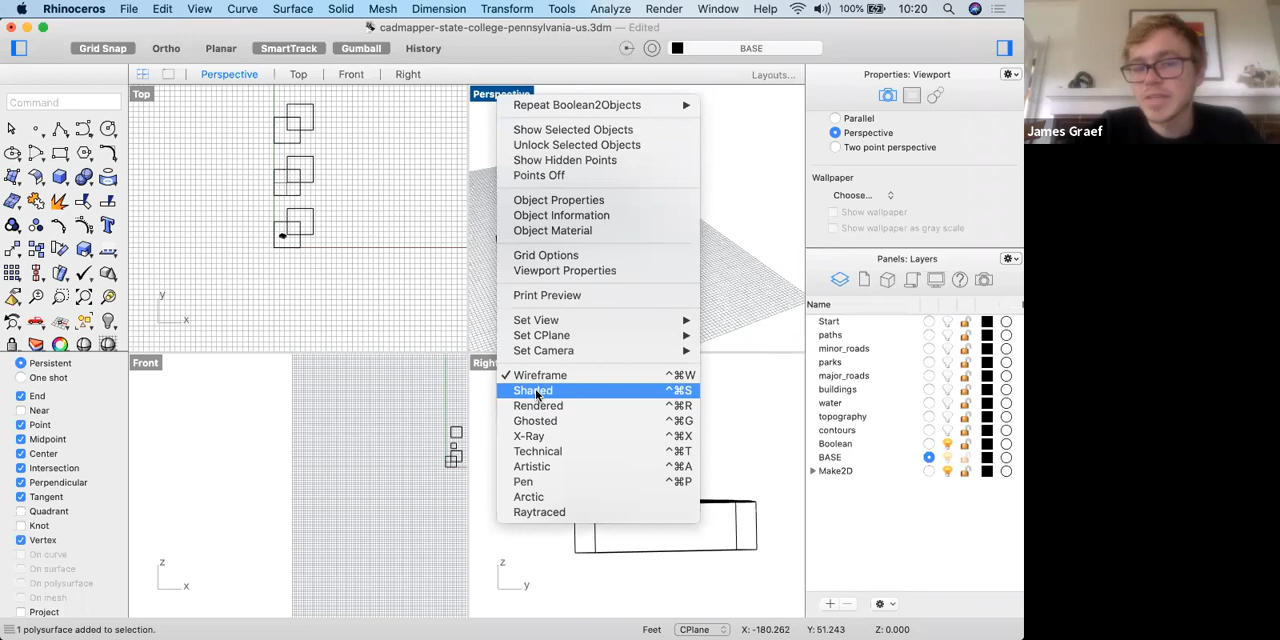 Rhinoceros File Edit View Curve Surface Solid Mesh Dimension Transform Tools Analyze Render Window Help 100% 10:20
cadmapper-state-college-pennsylvania-us.3dm — Edited
Grid Snap Ortho Planar SmartTrack Gumball History BASE
Perspective Top Front Right Layouts...
Command
Top
y
x
Perspective
Front
z
x
Right
z
y
Repeat Boolean2Objects
Show Selected Objects
Unlock Selected Objects
Show Hidden Points
Points Off
Object Properties
Object Information
Object Material
Grid Options
Viewport Properties
Print Preview
Set View
Set CPlane
Set Camera
Wireframe ^⌘W
Shaded ^⌘S
Rendered ^⌘R
Ghosted ^⌘G
X-Ray ^⌘X
Technical ^⌘T
Artistic ^⌘A
Pen ^⌘P
Arctic
Raytraced
Persistent
One shot
End
Near
Point
Midpoint
Center
Intersection
Perpendicular
Tangent
Quadrant
Knot
Vertex
On curve
On surface
On polysurface
On mesh
Project
Properties: Viewport
Parallel
Perspective
Two point perspective
Wallpaper
Choose...
Show wallpaper
Show wallpaper as gray scale
Panels: Layers
Name
Start
paths
minor_roads
parks
major_roads
buildings
water
topography
contours
Boolean
BASE
Make2D
1 polysurface added to selection. Feet CPlane X: -180.262 Y: 51.243 Z: 0.000
James Graef